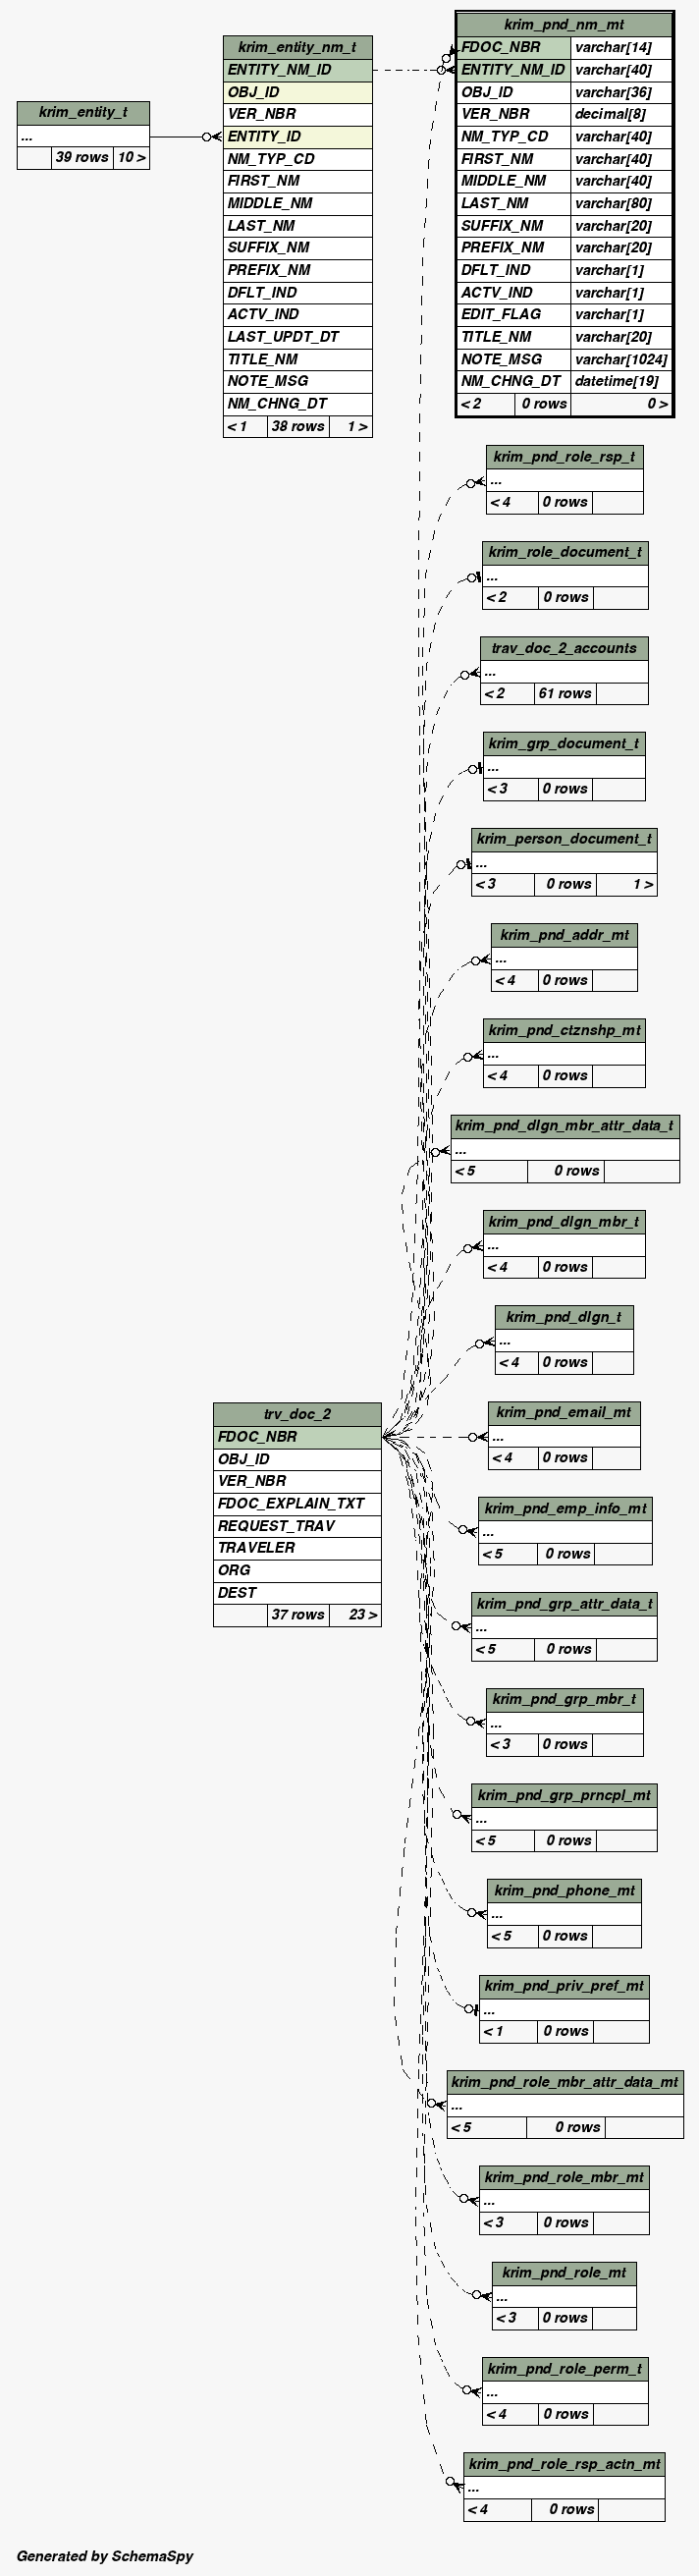 krim_entity_t
...
39 rows 10 >
krim_entity_nm_t
ENTITY_NM_ID
OBJ_ID
VER_NBR
ENTITY_ID
NM_TYP_CD
FIRST_NM
MIDDLE_NM
LAST_NM
SUFFIX_NM
PREFIX_NM
DFLT_IND
ACTV_IND
LAST_UPDT_DT
TITLE_NM
NOTE_MSG
NM_CHNG_DT
< 1 38 rows 1 >
krim_pnd_nm_mt
FDOC_NBR varchar[14]
ENTITY_NM_ID varchar[40]
OBJ_ID varchar[36]
VER_NBR decimal[8]
NM_TYP_CD varchar[40]
FIRST_NM varchar[40]
MIDDLE_NM varchar[40]
LAST_NM varchar[80]
SUFFIX_NM varchar[20]
PREFIX_NM varchar[20]
DFLT_IND varchar[1]
ACTV_IND varchar[1]
EDIT_FLAG varchar[1]
TITLE_NM varchar[20]
NOTE_MSG varchar[1024]
NM_CHNG_DT datetime[19]
< 2 0 rows 0 >
krim_pnd_role_rsp_t
...
< 4 0 rows
krim_role_document_t
...
< 2 0 rows
trav_doc_2_accounts
...
< 2 61 rows
krim_grp_document_t
...
< 3 0 rows
krim_person_document_t
...
< 3 0 rows 1 >
krim_pnd_addr_mt
...
< 4 0 rows
krim_pnd_ctznshp_mt
...
< 4 0 rows
krim_pnd_dlgn_mbr_attr_data_t
...
< 5 0 rows
krim_pnd_dlgn_mbr_t
...
< 4 0 rows
krim_pnd_dlgn_t
...
< 4 0 rows
trv_doc_2
FDOC_NBR
OBJ_ID
VER_NBR
FDOC_EXPLAIN_TXT
REQUEST_TRAV
TRAVELER
ORG
DEST
37 rows 23 >
krim_pnd_email_mt
...
< 4 0 rows
krim_pnd_emp_info_mt
...
< 5 0 rows
krim_pnd_grp_attr_data_t
...
< 5 0 rows
krim_pnd_grp_mbr_t
...
< 3 0 rows
krim_pnd_grp_prncpl_mt
...
< 5 0 rows
krim_pnd_phone_mt
...
< 5 0 rows
krim_pnd_priv_pref_mt
...
< 1 0 rows
krim_pnd_role_mbr_attr_data_mt
...
< 5 0 rows
krim_pnd_role_mbr_mt
...
< 3 0 rows
krim_pnd_role_mt
...
< 3 0 rows
krim_pnd_role_perm_t
...
< 4 0 rows
krim_pnd_role_rsp_actn_mt
...
< 4 0 rows
Generated by SchemaSpy